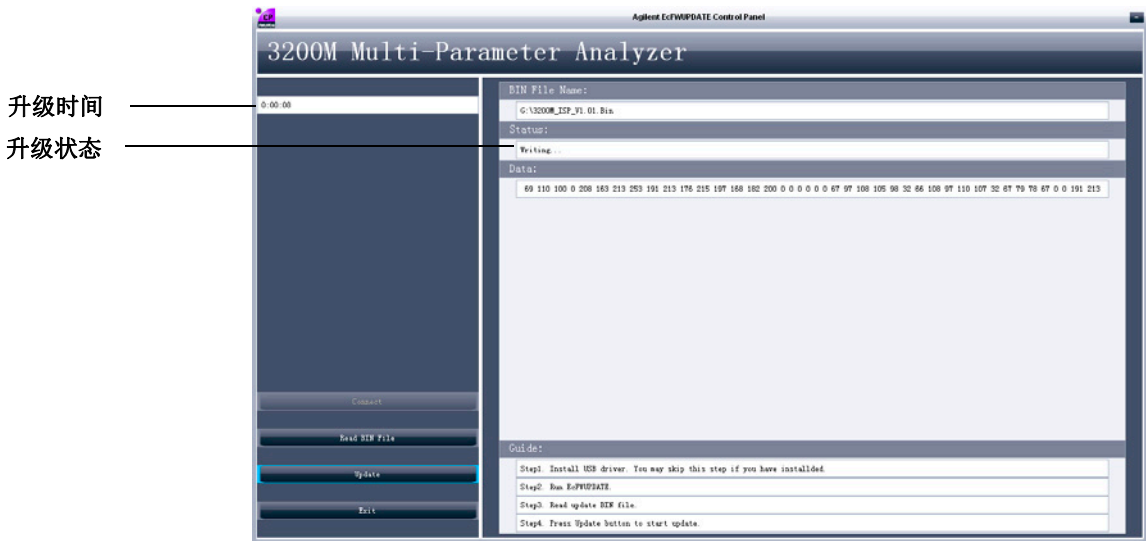 Agilent EcFWUPDATE Control Panel
3200M Multi-Parameter Analyzer
升级时间
0:00:00
升级状态
BIN File Name:
G:\3200M_ISP_V1.01.Bin
Status:
Writing...
Data:
69 110 100 0 208 163 213 253 191 213 176 215 197 168 182 200 0 0 0 0 0 0 67 97 108 105 98 32 66 108 97 110 107 32 67 79 78 67 0 0 191 213
Connect
Read BIN File
Update
Exit
Guide:
Step1. Install USB driver. You may skip this step if you have installded.
Step2. Run EcFWUPDATE.
Step3. Read update BIN file.
Step4. Press Update button to start update.